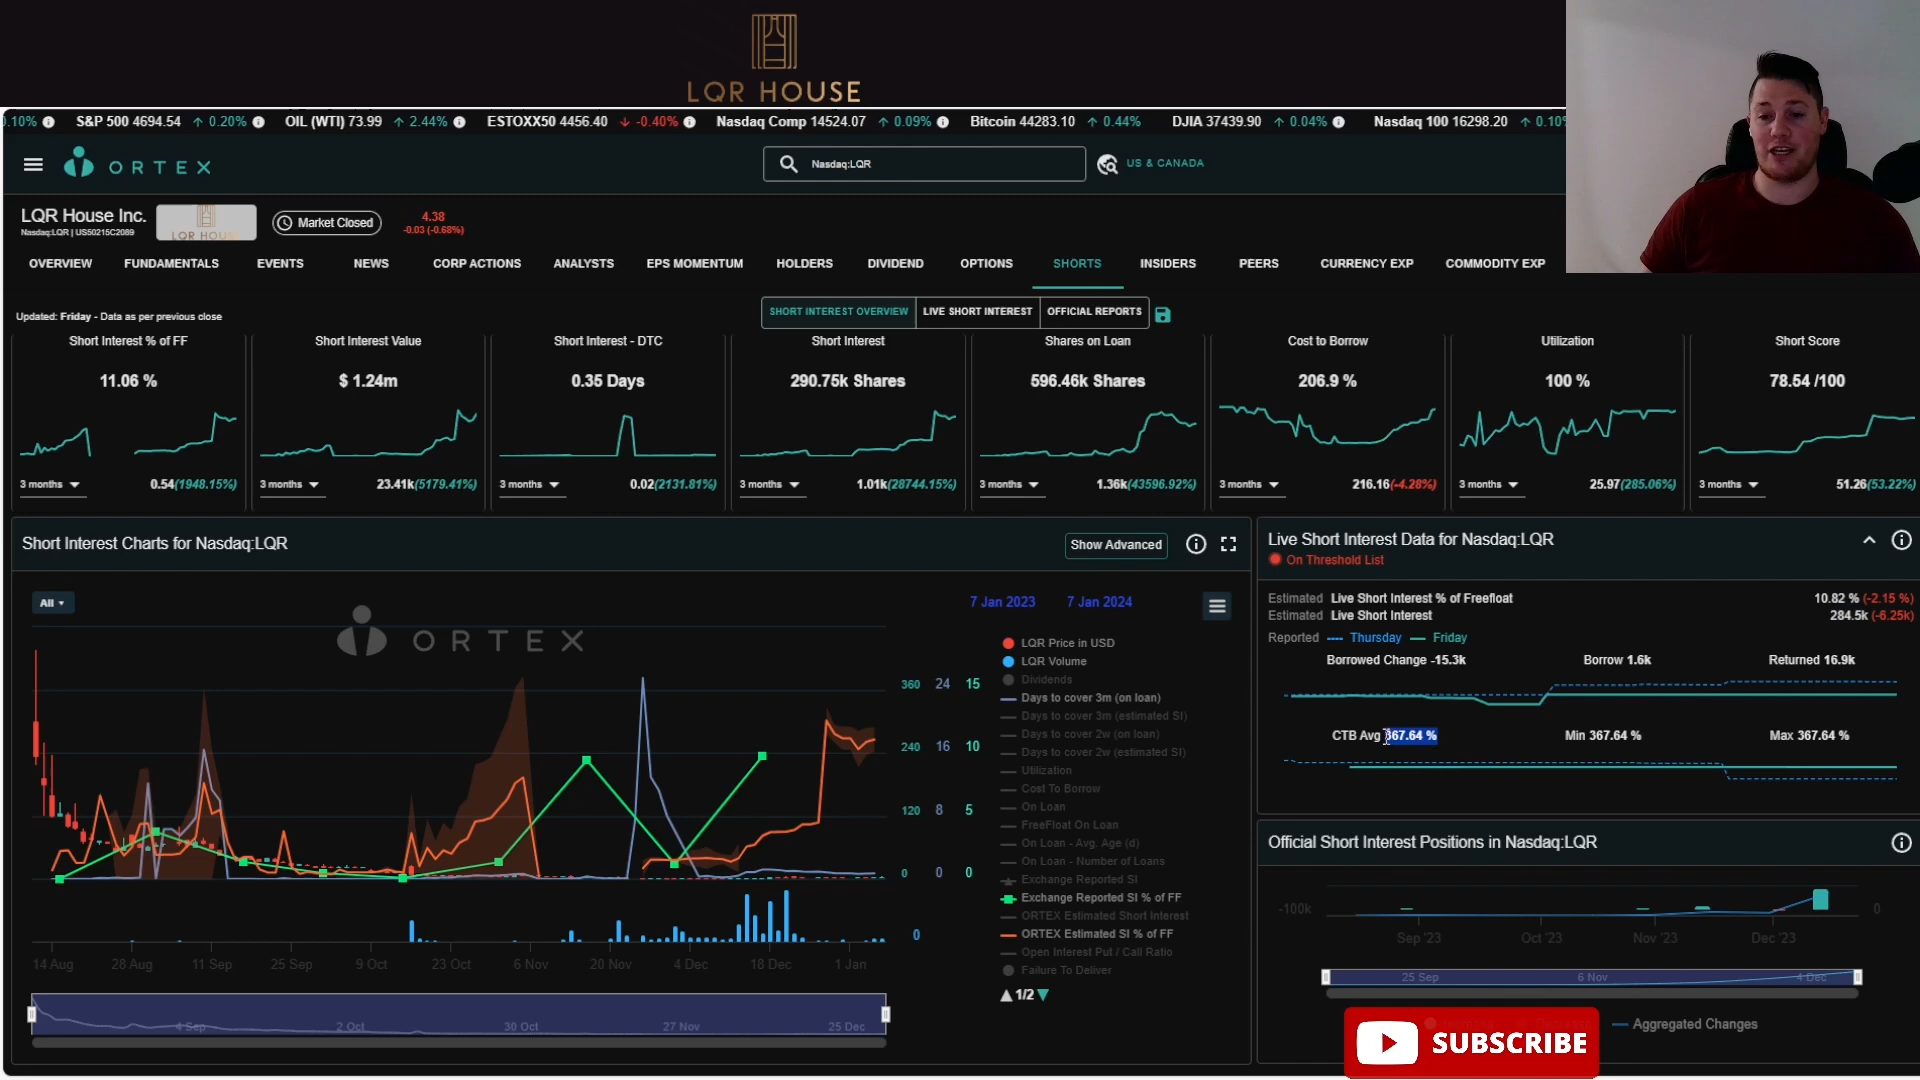 LQR HOUSE
0.10% S&P 500 4694.54 ↑ 0.20% OIL (WTI) 73.99 ↑ 2.44% ESTOXX50 4456.40 ↓ -0.40% Nasdaq Comp 14524.07 ↑ 0.09% Bitcoin 44283.10 ↑ 0.44% DJIA 37439.90 ↑ 0.04% Nasdaq 100 16298.20 ↑ 0.10%
ORTEX
Nasdaq:LQR
US & CANADA
LQR House Inc.
Nasdaq:LQR | US50215C2089
LQR HOUSE
Market Closed
4.38
-0.03 (-0.68%)
OVERVIEW FUNDAMENTALS EVENTS NEWS CORP ACTIONS ANALYSTS EPS MOMENTUM HOLDERS DIVIDEND OPTIONS SHORTS INSIDERS PEERS CURRENCY EXP COMMODITY EXP
SHORT INTEREST OVERVIEW LIVE SHORT INTEREST OFFICIAL REPORTS
Updated: Friday - Data as per previous close
Short Interest % of FF Short Interest Value Short Interest - DTC Short Interest Shares on Loan Cost to Borrow Utilization Short Score
11.06 % $ 1.24m 0.35 Days 290.75k Shares 596.46k Shares 206.9 % 100 % 78.54 /100
3 months 0.54(1948.15%) 3 months 23.41k(5179.41%) 3 months 0.02(2131.81%) 3 months 1.01k(28744.15%) 3 months 1.36k(43596.92%) 3 months 216.16(-4.28%) 3 months 25.97(285.06%) 3 months 51.26(53.22%)
Short Interest Charts for Nasdaq:LQR
Show Advanced
All
ORTEX
7 Jan 2023 7 Jan 2024
360 24 15
240 16 10
120 8 5
0 0 0
0
LQR Price in USD
LQR Volume
Dividends
Days to cover 3m (on loan)
Days to cover 3m (estimated SI)
Days to cover 2w (on loan)
Days to cover 2w (estimated SI)
Utilization
Cost To Borrow
On Loan
FreeFloat On Loan
On Loan - Avg. Age (d)
On Loan - Number of Loans
Exchange Reported SI
Exchange Reported SI % of FF
ORTEX Estimated Short Interest
ORTEX Estimated SI % of FF
Open Interest Put / Call Ratio
Failure To Deliver
1/2
14 Aug 28 Aug 11 Sep 25 Sep 9 Oct 23 Oct 6 Nov 20 Nov 4 Dec 18 Dec 1 Jan
4 Sep 2 Oct 30 Oct 27 Nov 25 Dec
Live Short Interest Data for Nasdaq:LQR
On Threshold List
Estimated Live Short Interest % of Freefloat 10.82 % (-2.15 %)
Estimated Live Short Interest 284.5k (-6.25k)
Reported Thursday Friday
Borrowed Change -15.3k Borrow 1.6k Returned 16.9k
CTB Avg 367.64 % Min 367.64 % Max 367.64 %
Official Short Interest Positions in Nasdaq:LQR
-100k 0
Sep '23 Oct '23 Nov '23 Dec '23
25 Sep 6 Nov 4 Dec
Aggregated Changes
SUBSCRIBE